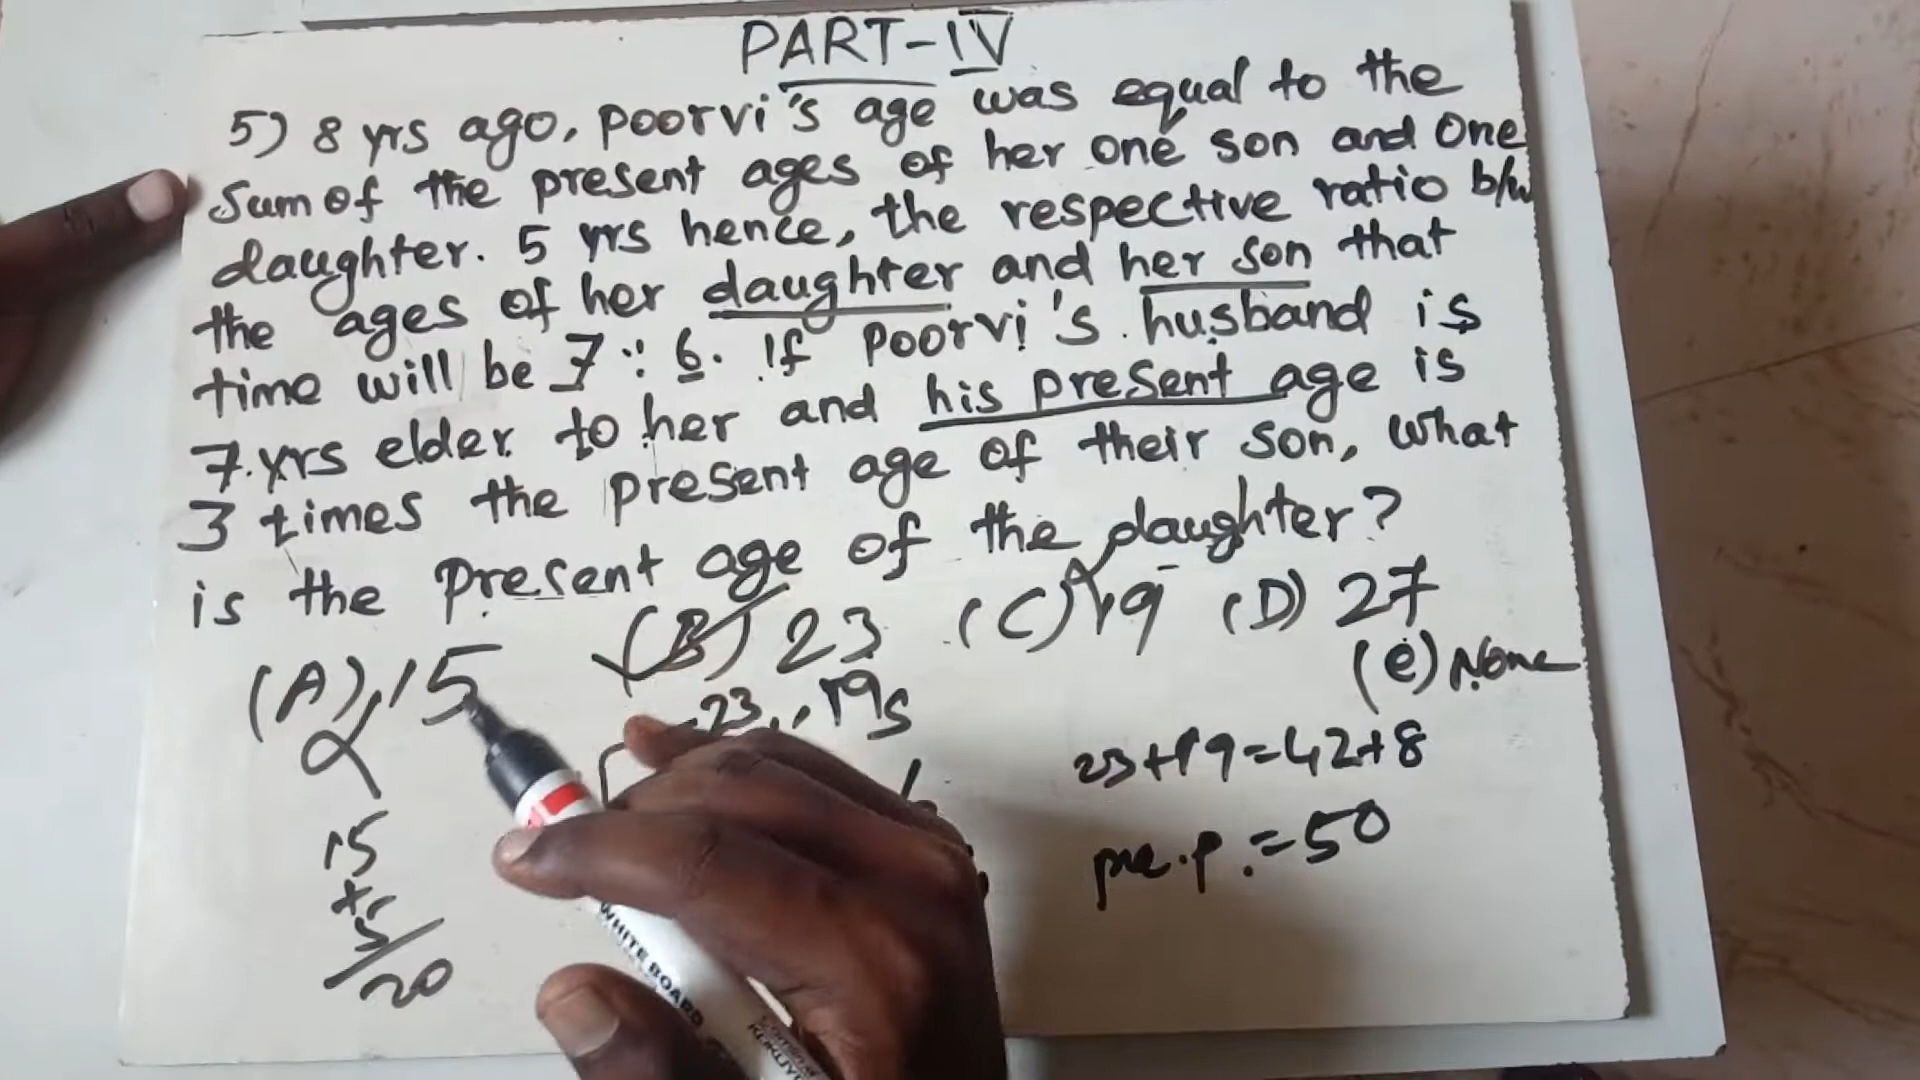 PART-IV
5) 8 yrs ago, poorvi's age was equal to the
Sum of the present ages of her one son and One
daughter. 5 yrs hence, the respective ratio b/w
the ages of her daughter and her son that
time will be 7:6. If poorvi's husband is
7 yrs elder to her and his present age is
3 times the present age of their son, what
is the present age of the daughter?
(A) 15 (B) 23 (C) 19 (D) 27
(e) None
23 19s
23+19=42+8
pre.p.=50
15
+5
20
WHITE BOARD